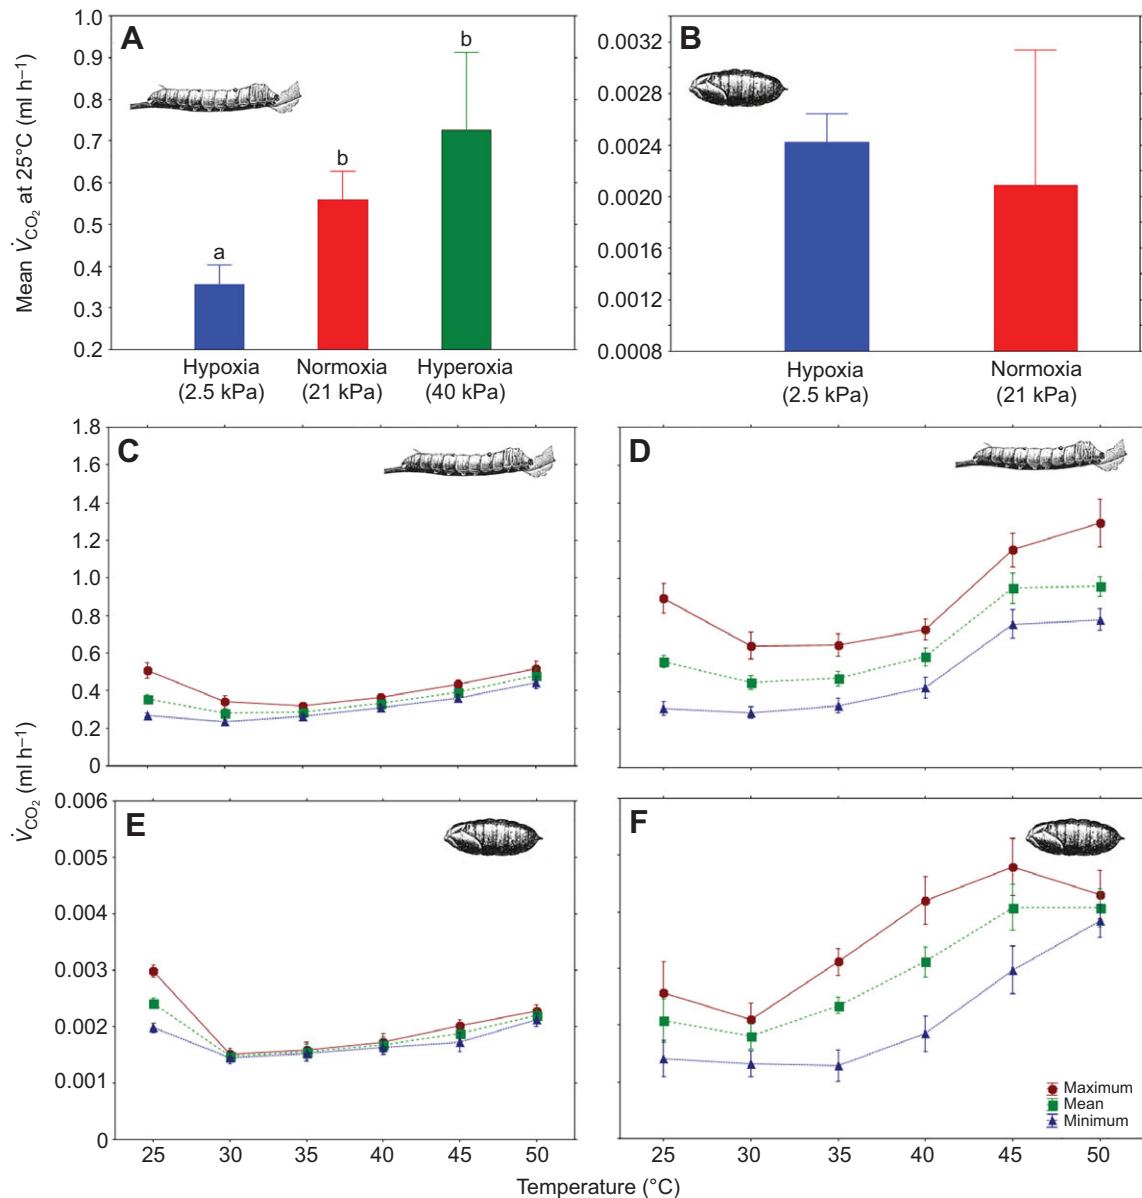 A
B
Mean V̇CO₂ at 25°C (ml h⁻¹)
1.0
0.9
0.8
0.7
0.6
0.5
0.4
0.3
0.2
a
b
b
Hypoxia
(2.5 kPa)
Normoxia
(21 kPa)
Hyperoxia
(40 kPa)
0.0032
0.0028
0.0024
0.0020
0.0016
0.0012
0.0008
Hypoxia
(2.5 kPa)
Normoxia
(21 kPa)
C
D
1.8
1.6
1.4
1.2
1.0
0.8
0.6
0.4
0.2
0
V̇CO₂ (ml h⁻¹)
E
F
0.006
0.005
0.004
0.003
0.002
0.001
0
Maximum
Mean
Minimum
25 30 35 40 45 50
25 30 35 40 45 50
Temperature (°C)